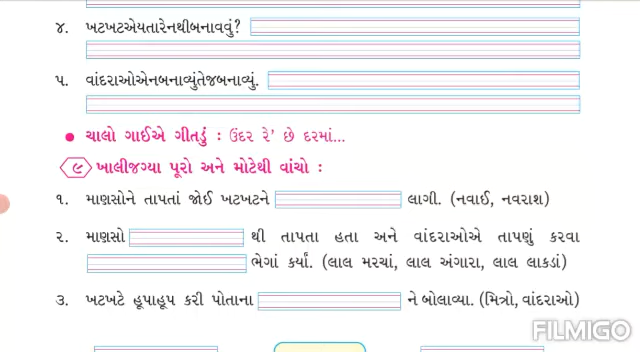 ૪. ખટખટએયતારેનથીબનાવવું?
૫. વાંદરાઓએનબનાવ્યુંતેજબનાવ્યું.
• ચાલો ગાઈએ ગીતડું : ઉંદર રે' છે દરમાં...
૯ ખાલીજગ્યા પૂરો અને મોટેથી વાંચો :
૧. માણસોને તાપતાં જોઈ ખટખટને લાગી. (નવાઈ, નવરાશ)
૨. માણસો થી તાપતા હતા અને વાંદરાઓએ તાપણું કરવા
ભેગાં કર્યાં. (લાલ મરચાં, લાલ અંગારા, લાલ લાકડાં)
૩. ખટખટે હૂપાહૂપ કરી પોતાના ને બોલાવ્યા. (મિત્રો, વાંદરાઓ)
FILMIGO